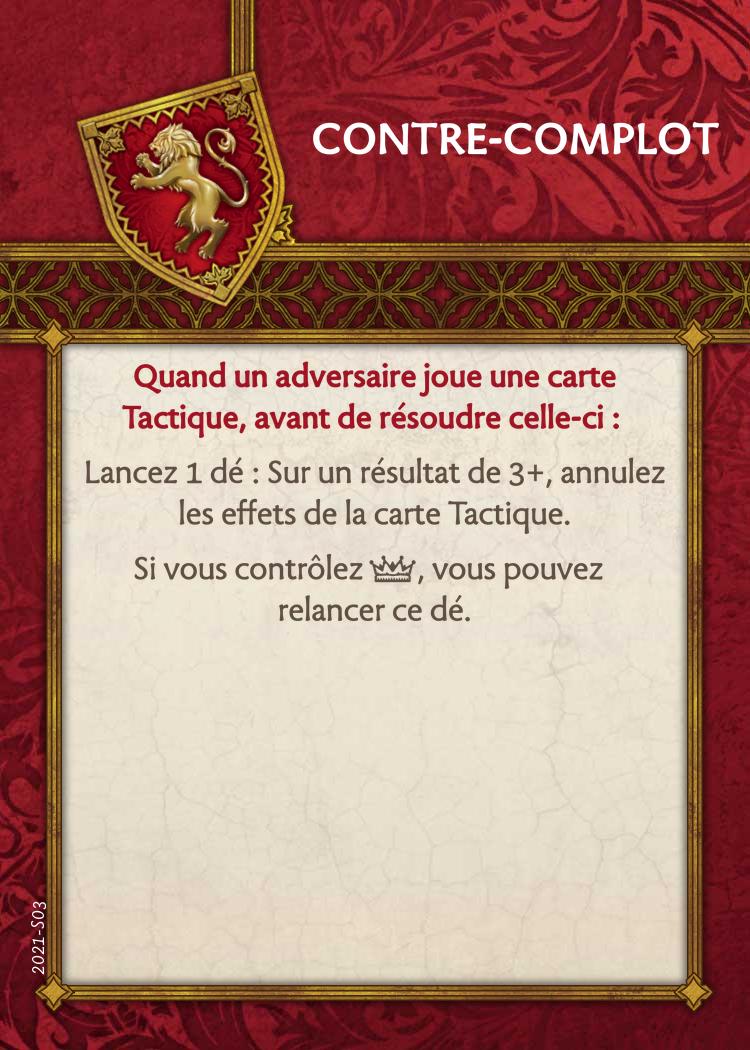 CONTRE-COMPLOT
Quand un adversaire joue une carte
Tactique, avant de résoudre celle-ci :
Lancez 1 dé : Sur un résultat de 3+, annulez
les effets de la carte Tactique.
Si vous contrôlez , vous pouvez
relancer ce dé.
2021-S03